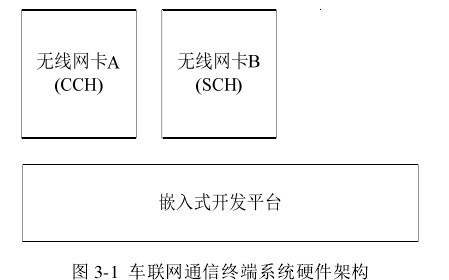 无线网卡A
(CCH)
无线网卡B
(SCH)
嵌入式开发平台
图 3-1 车联网通信终端系统硬件架构